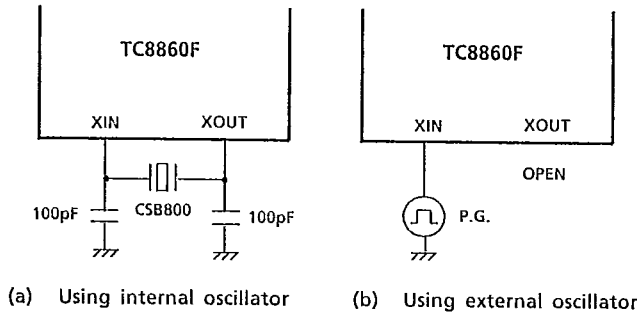 TC8860F
XIN XOUT
100pF CSB800 100pF
(a) Using internal oscillator
TC8860F
XIN XOUT
OPEN
P.G.
(b) Using external oscillator